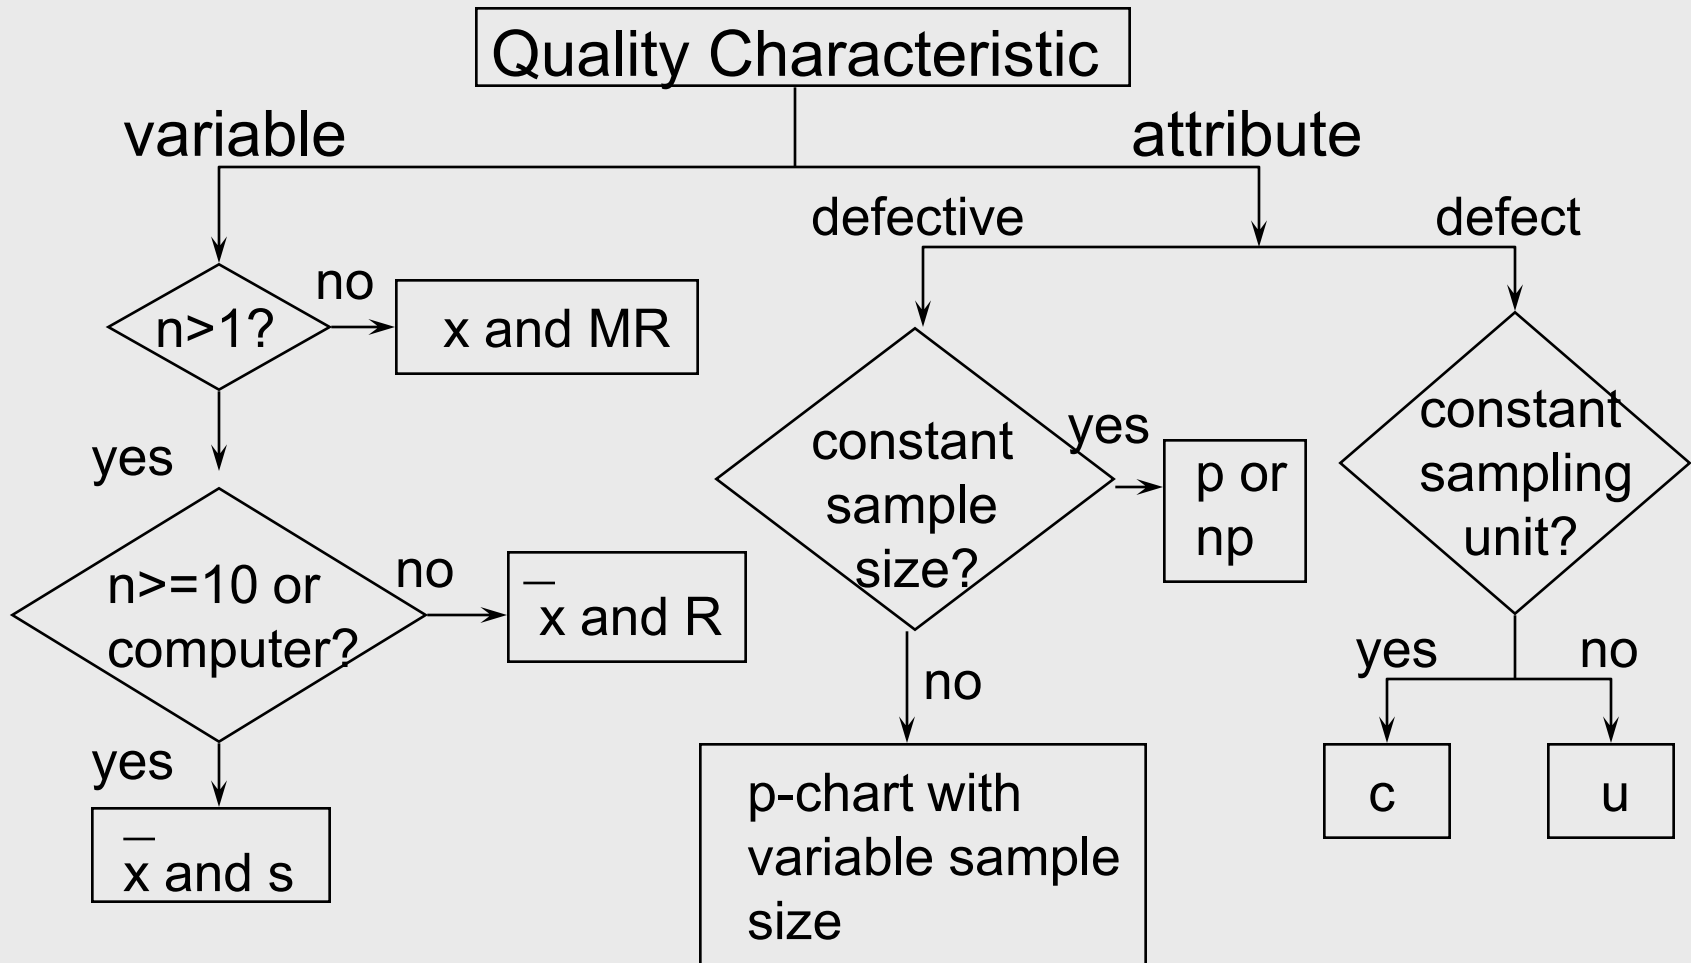 Quality Characteristic
variable
attribute
defective
defect
n>1?
no
x and MR
yes
n>=10 or
computer?
no
x̅ and R
yes
x̅ and s
constant
sample
size?
yes
p or
np
no
p-chart with
variable sample
size
constant
sampling
unit?
yes
no
c
u